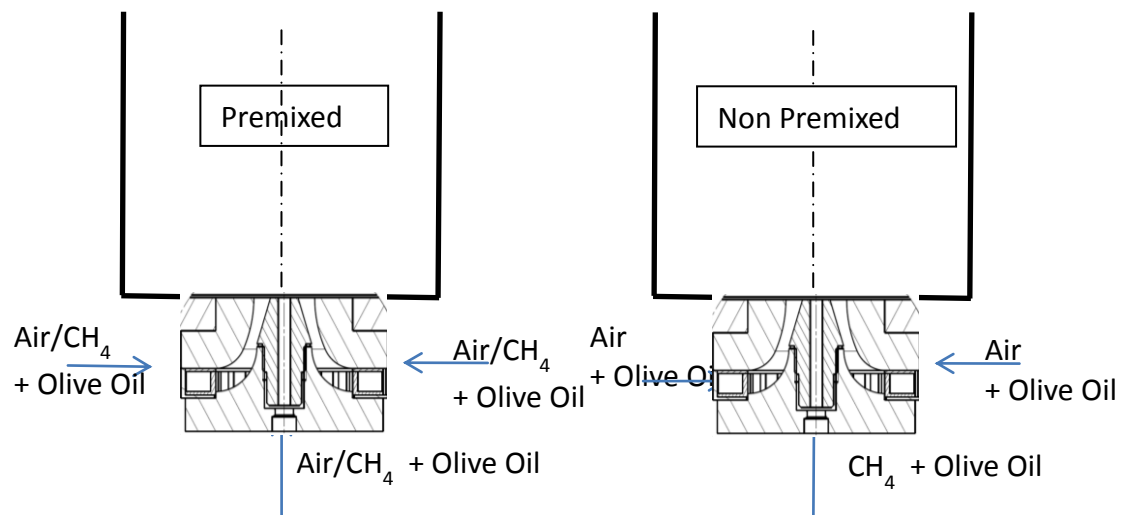 Premixed
Non Premixed
Air/CH₄
+ Olive Oil
Air/CH₄
+ Olive Oil
Air
+ Olive Oil
Air
+ Olive Oil
Air/CH₄ + Olive Oil
CH₄ + Olive Oil